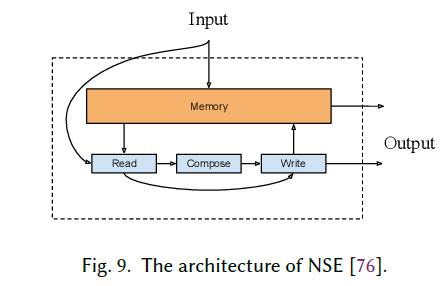 Input
Memory
Output
Read
Compose
Write
Fig. 9. The architecture of NSE [76].